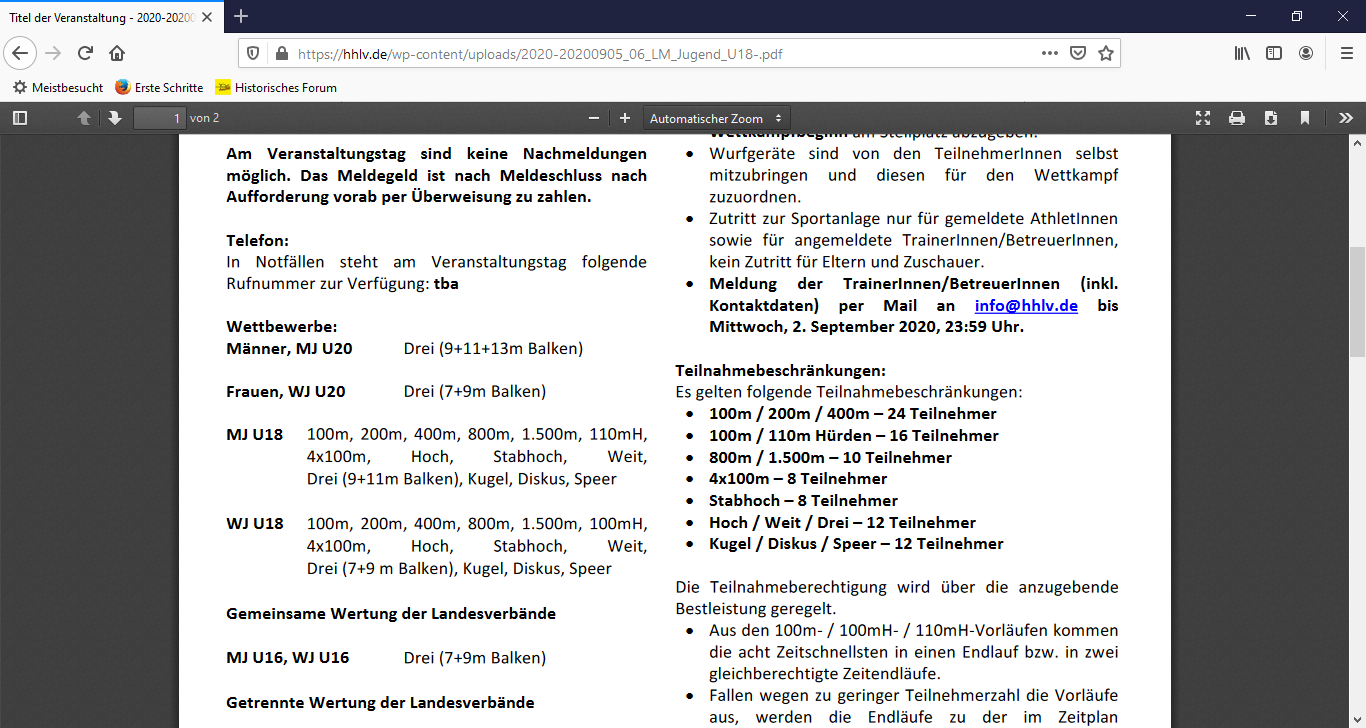 Titel der Veranstaltung - 2020-20200
https://hhlv.de/wp-content/uploads/2020-20200905_06_LM_Jugend_U18-.pdf
Meistbesucht Erste Schritte Historisches Forum
1 von 2 Automatischer Zoom
Am Veranstaltungstag sind keine Nachmeldungen
möglich. Das Meldegeld ist nach Meldeschluss nach
Aufforderung vorab per Überweisung zu zahlen.
Telefon:
In Notfällen steht am Veranstaltungstag folgende
Rufnummer zur Verfügung: tba
Wettbewerbe:
Männer, MJ U20 Drei (9+11+13m Balken)
Frauen, WJ U20 Drei (7+9m Balken)
MJ U18 100m, 200m, 400m, 800m, 1.500m, 110mH,
4x100m, Hoch, Stabhoch, Weit,
Drei (9+11m Balken), Kugel, Diskus, Speer
WJ U18 100m, 200m, 400m, 800m, 1.500m, 100mH,
4x100m, Hoch, Stabhoch, Weit,
Drei (7+9 m Balken), Kugel, Diskus, Speer
Gemeinsame Wertung der Landesverbände
MJ U16, WJ U16 Drei (7+9m Balken)
Getrennte Wertung der Landesverbände
Wettkampfbeginn am Stellplatz abzugeben.
• Wurfgeräte sind von den TeilnehmerInnen selbst
mitzubringen und diesen für den Wettkampf
zuzuordnen.
• Zutritt zur Sportanlage nur für gemeldete AthletInnen
sowie für angemeldete TrainerInnen/BetreuerInnen,
kein Zutritt für Eltern und Zuschauer.
• Meldung der TrainerInnen/BetreuerInnen (inkl.
Kontaktdaten) per Mail an info@hhlv.de bis
Mittwoch, 2. September 2020, 23:59 Uhr.
Teilnahmebeschränkungen:
Es gelten folgende Teilnahmebeschränkungen:
• 100m / 200m / 400m – 24 Teilnehmer
• 100m / 110m Hürden – 16 Teilnehmer
• 800m / 1.500m – 10 Teilnehmer
• 4x100m – 8 Teilnehmer
• Stabhoch – 8 Teilnehmer
• Hoch / Weit / Drei – 12 Teilnehmer
• Kugel / Diskus / Speer – 12 Teilnehmer
Die Teilnahmeberechtigung wird über die anzugebende
Bestleistung geregelt.
• Aus den 100m- / 100mH- / 110mH-Vorläufen kommen
die acht Zeitschnellsten in einen Endlauf bzw. in zwei
gleichberechtigte Zeitendläufe.
• Fallen wegen zu geringer Teilnehmerzahl die Vorläufe
aus, werden die Endläufe zu der im Zeitplan